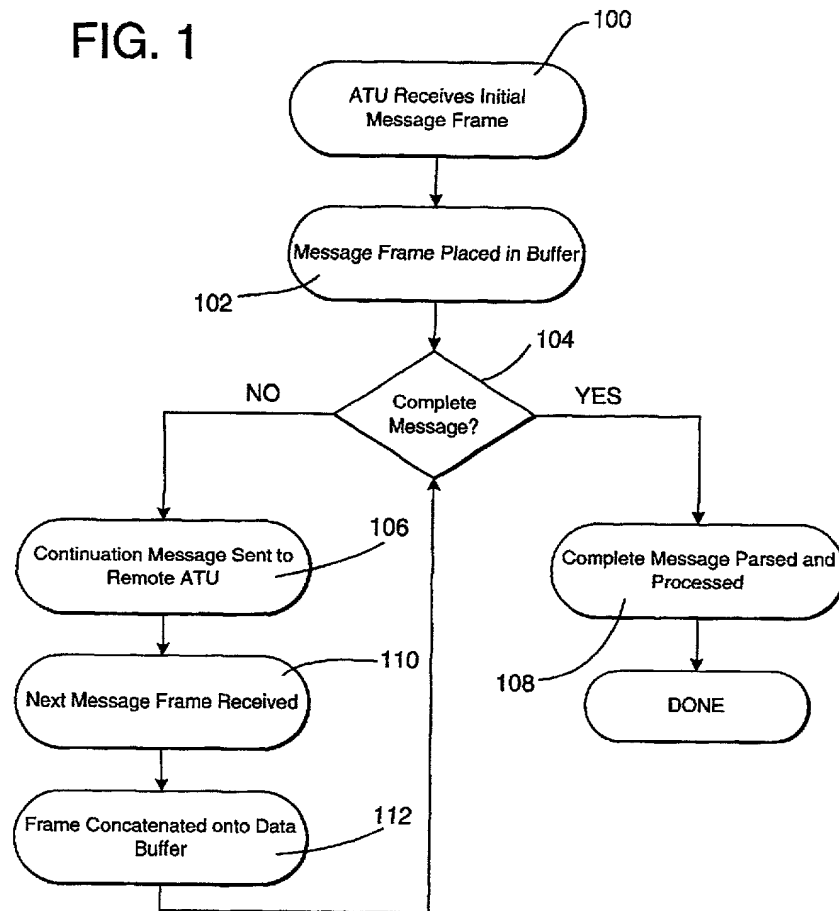 FIG. 1
100
ATU Receives Initial
Message Frame
Message Frame Placed in Buffer
102
104
NO
YES
Complete
Message?
Continuation Message Sent to
Remote ATU
106
Complete Message Parsed and
Processed
108
Next Message Frame Received
110
DONE
Frame Concatenated onto Data
Buffer
112